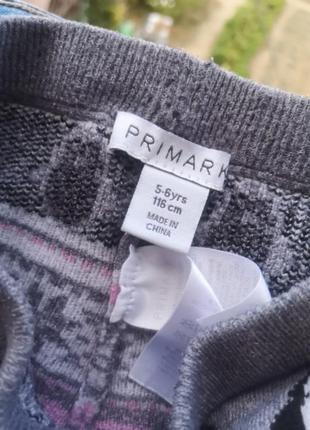 PRIMARK
5-6yrs
116 cm
MADE IN
CHINA